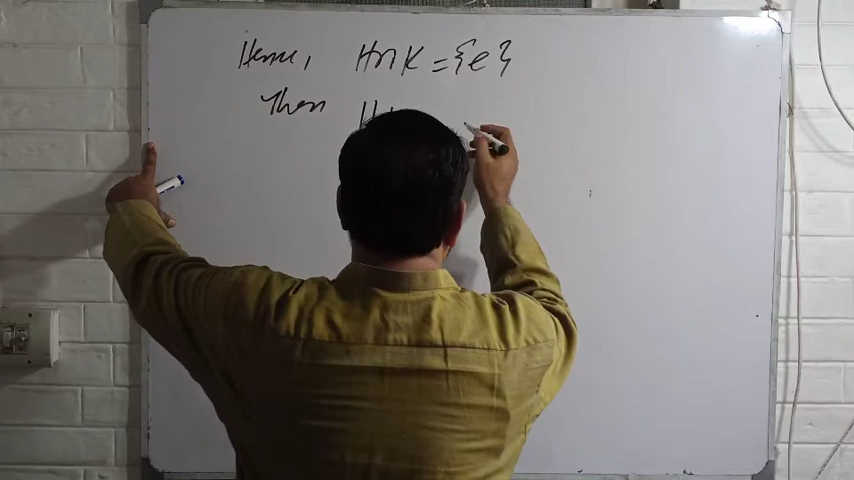 Hence, H∩K = {e}
Then H